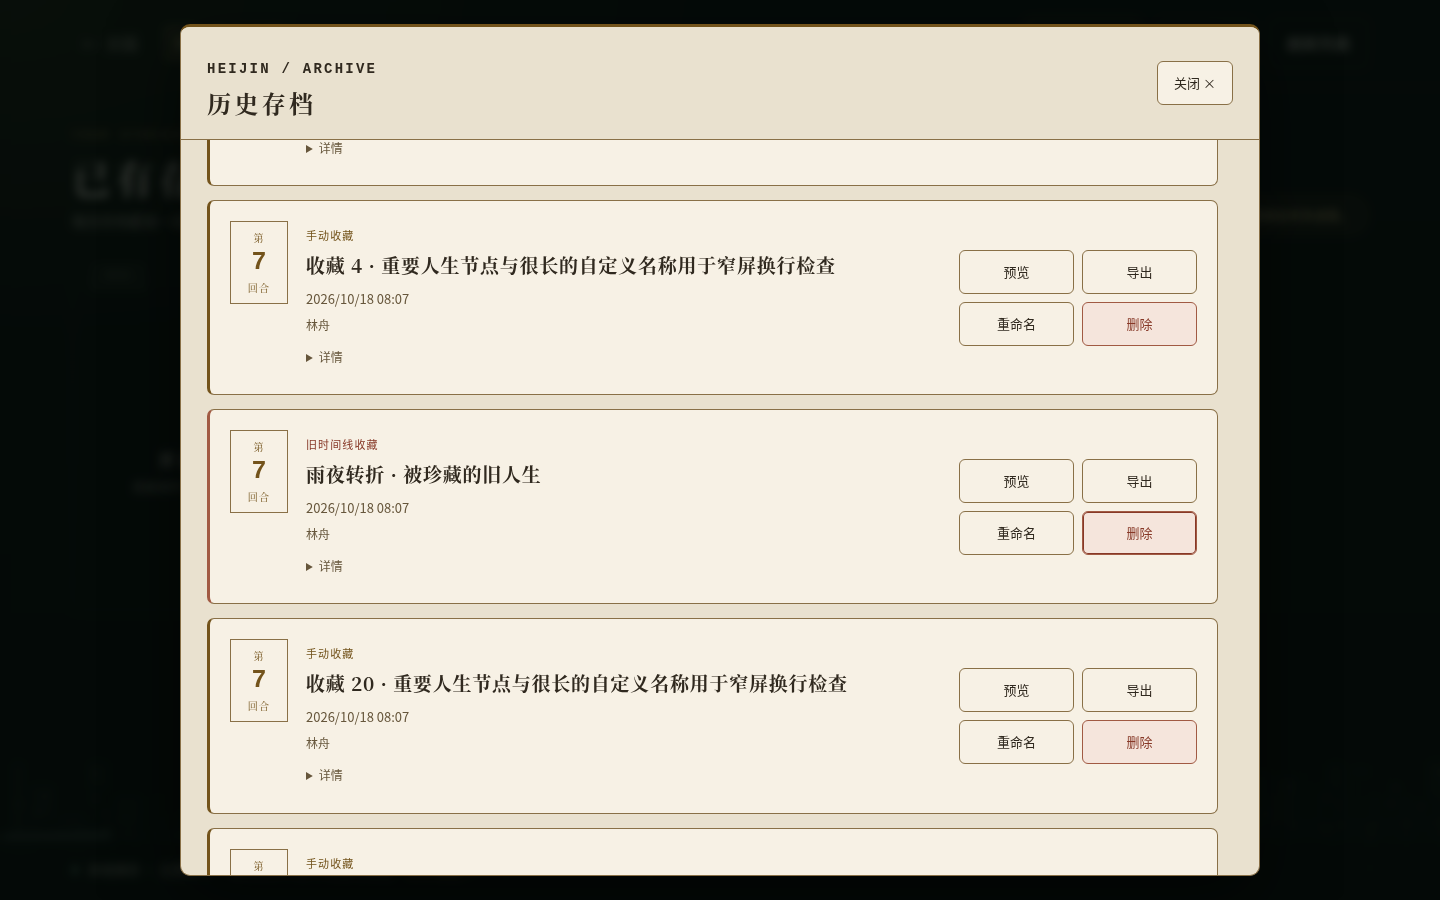 HEIJIN / ARCHIVE
历史存档
关闭 ×
▶ 详情
第
7
回合
手动收藏
收藏 4 · 重要人生节点与很长的自定义名称用于窄屏换行检查
2026/10/18 08:07
林舟
▶ 详情
预览
导出
重命名
删除
第
7
回合
旧时间线收藏
雨夜转折 · 被珍藏的旧人生
2026/10/18 08:07
林舟
▶ 详情
预览
导出
重命名
删除
第
7
回合
手动收藏
收藏 20 · 重要人生节点与很长的自定义名称用于窄屏换行检查
2026/10/18 08:07
林舟
▶ 详情
预览
导出
重命名
删除
第
手动收藏